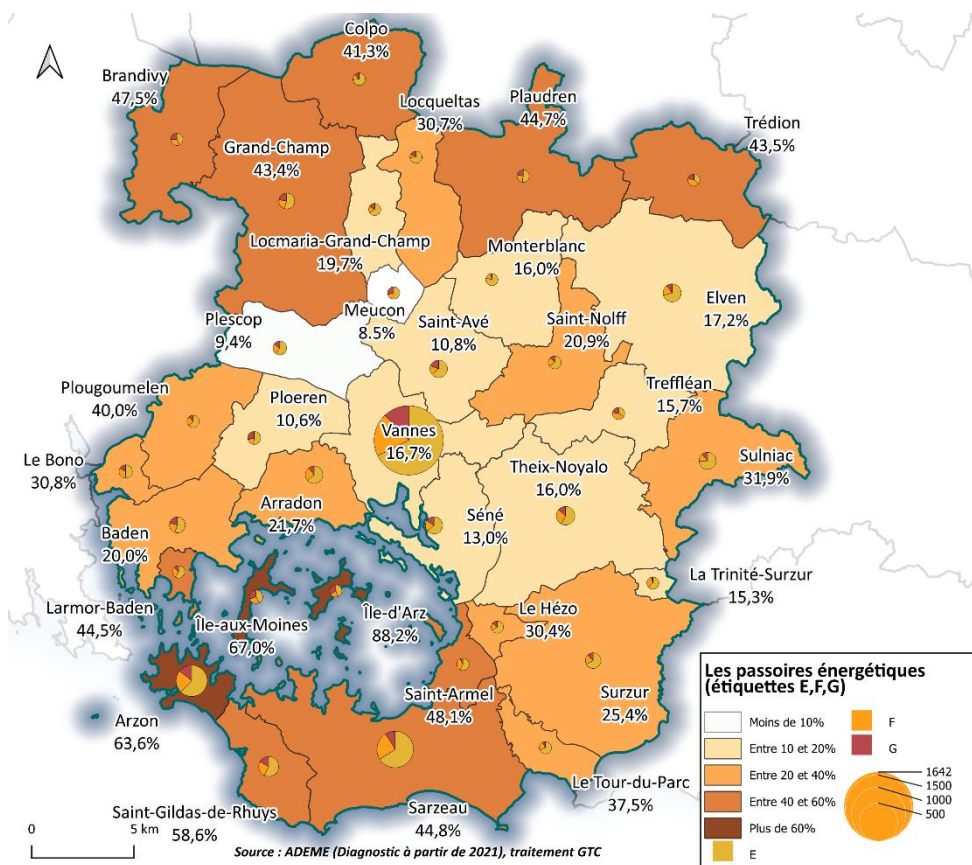 Colpo
41,3%
Brandivy
47,5%
Locqueltas
30,7%
Plaudren
44,7%
Trédion
43,5%
Grand-Champ
43,4%
Locmaria-Grand-Champ
19,7%
Monterblanc
16,0%
Elven
17,2%
Meucon
8.5%
Plescop
9,4%
Saint-Avé
10,8%
Saint-Nolff
20,9%
Plougoumelen
40,0%
Ploeren
10,6%
Treffléan
15,7%
Vannes
16,7%
Le Bono
30,8%
Theix-Noyalo
16,0%
Sulniac
31,9%
Arradon
21,7%
Séné
13,0%
Baden
20,0%
La Trinité-Surzur
15,3%
Larmor-Baden
44,5%
Île-aux-Moines
67,0%
Île-d'Arz
88,2%
Le Hézo
30,4%
Saint-Armel
48,1%
Surzur
25,4%
Arzon
63,6%
Le Tour-du-Parc
37,5%
Saint-Gildas-de-Rhuys
58,6%
Sarzeau
44,8%
0 5 km
Source : ADEME (Diagnostic à partir de 2021), traitement GTC
Les passoires énergétiques
(étiquettes E,F,G)
Moins de 10%
Entre 10 et 20%
Entre 20 et 40%
Entre 40 et 60%
Plus de 60%
E
F
G
1642
1500
1000
500